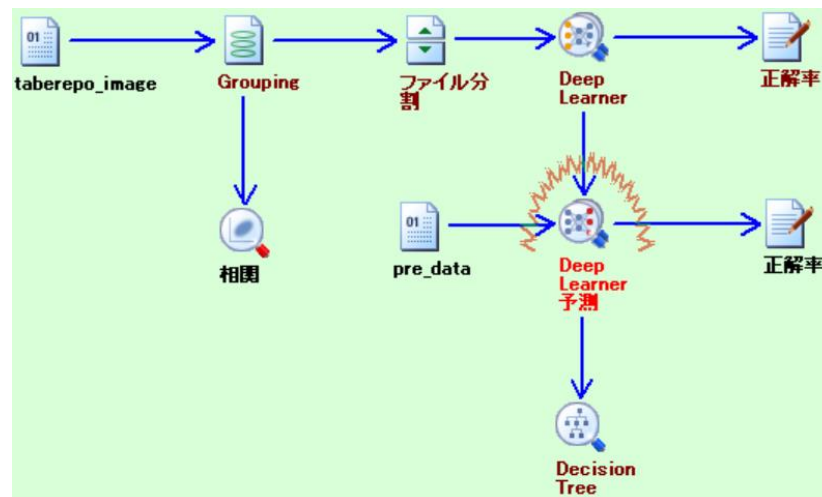 taberepo_image
Grouping
ファイル分
割
Deep
Learner
正解率
相関
pre_data
Deep
Learner
予測
正解率
Decision
Tree